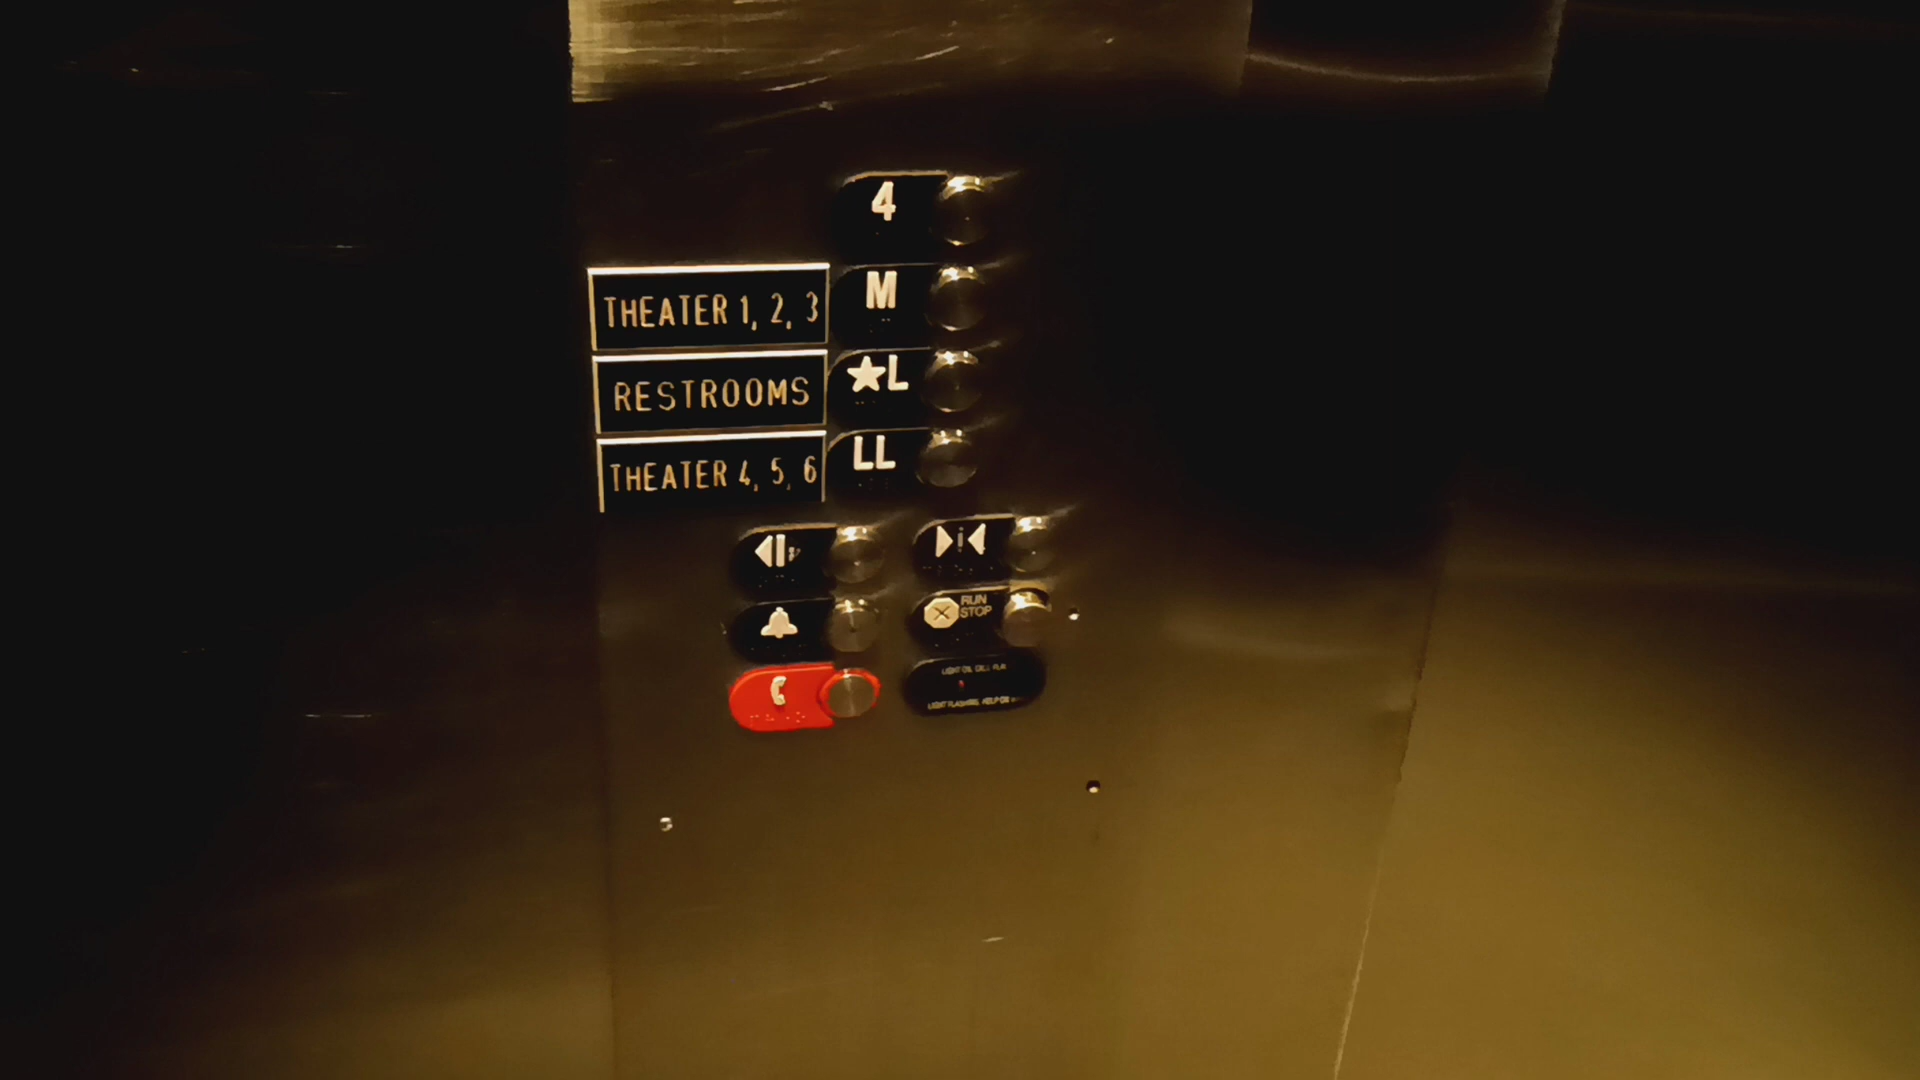 4
THEATER 1, 2, 3 M
RESTROOMS ★L
THEATER 4, 5, 6 LL
RUN
STOP